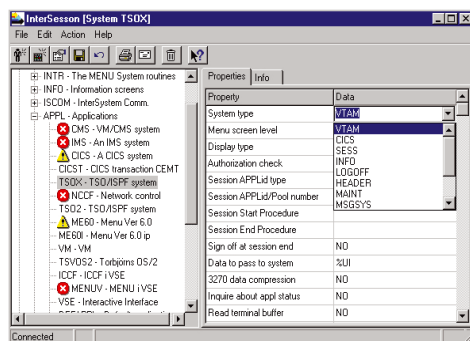 InterSesson [System TSOX]
File Edit Action Help
INTR - The MENU System routines
INFO - Information screens
ISCOM - InterSystem Comm.
APPL - Applications
CMS - VM/CMS system
IMS - An IMS system
CICS - A CICS system
CICST - CICS transaction CEMT
TSOX - TSO/ISPF system
NCCF - Network control
TSO2 - TSO/ISPF system
ME60 - Menu Ver 6.0
ME60I - Menu Ver 6.0 ip
VM - VM
TSVOS2 - Torbjörns OS/2
ICCF - ICCF i VSE
MENUV - MENU i VSE
VSE - Interactive Interface
Properties Info
Property Data
System type VTAM
Menu screen level
Display type
Authorization check
Session APPLid type
Session APPLid/Pool number
Session Start Procedure
Session End Procedure
VTAM
CICS
SESS
INFO
LOGOFF
HEADER
MAINT
MSGSYS
Sign off at session end NO
Data to pass to system %UI
3270 data compression NO
Inquire about appl status NO
Read terminal buffer NO
Connected